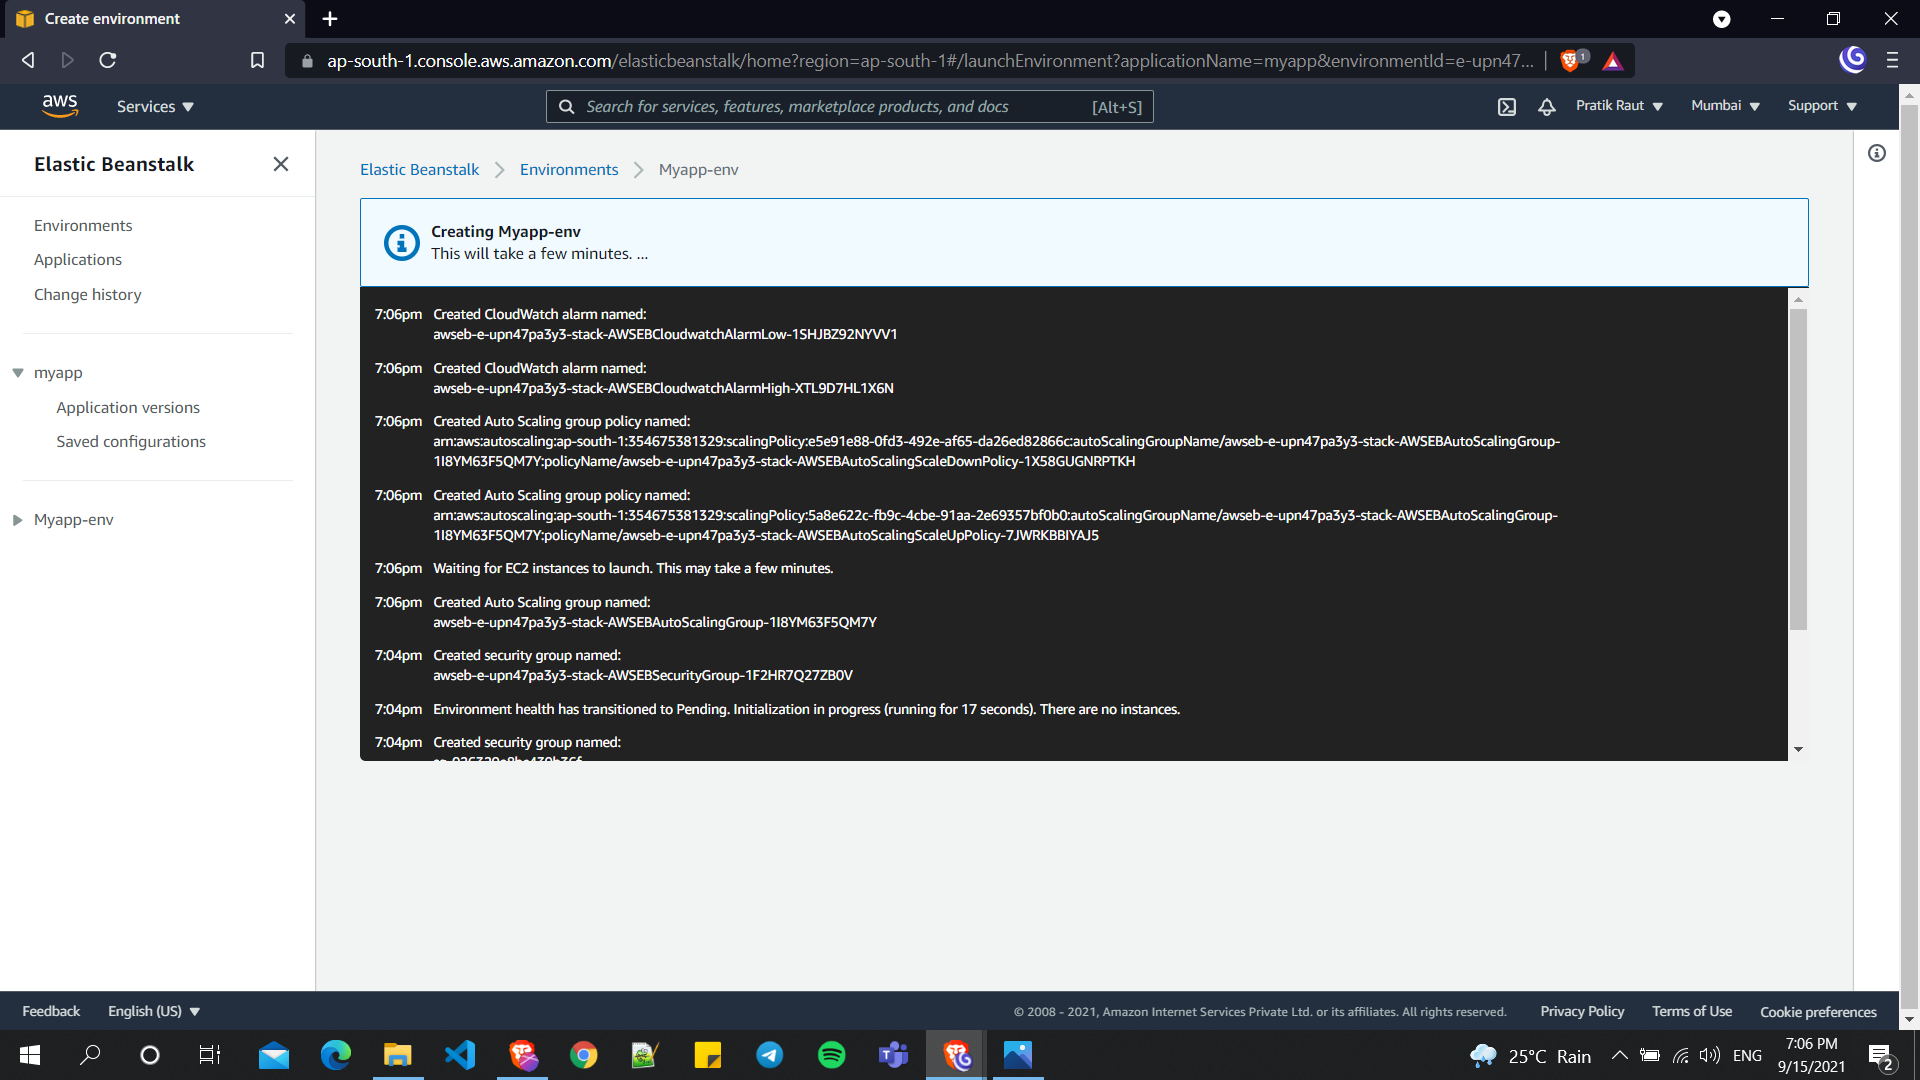 Create environment
ap-south-1.console.aws.amazon.com/elasticbeanstalk/home?region=ap-south-1#/launchEnvironment?applicationName=myapp&environmentId=e-upn47...
1
aws
Services
Search for services, features, marketplace products, and docs
[Alt+S]
Pratik Raut
Mumbai
Support
Elastic Beanstalk
Environments
Applications
Change history
myapp
Application versions
Saved configurations
Myapp-env
Elastic Beanstalk
Environments
Myapp-env
Creating Myapp-env
This will take a few minutes. ...
7:06pm Created CloudWatch alarm named:
awseb-e-upn47pa3y3-stack-AWSEBCloudwatchAlarmLow-1SHJBZ92NYVV1
7:06pm Created CloudWatch alarm named:
awseb-e-upn47pa3y3-stack-AWSEBCloudwatchAlarmHigh-XTL9D7HL1X6N
7:06pm Created Auto Scaling group policy named:
arn:aws:autoscaling:ap-south-1:354675381329:scalingPolicy:e5e91e88-0fd3-492e-af65-da26ed82866c:autoScalingGroupName/awseb-e-upn47pa3y3-stack-AWSEBAutoScalingGroup-
1I8YM63F5QM7Y:policyName/awseb-e-upn47pa3y3-stack-AWSEBAutoScalingScaleDownPolicy-1X58GUGNRPTKH
7:06pm Created Auto Scaling group policy named:
arn:aws:autoscaling:ap-south-1:354675381329:scalingPolicy:5a8e622c-fb9c-4cbe-91aa-2e69357bf0b0:autoScalingGroupName/awseb-e-upn47pa3y3-stack-AWSEBAutoScalingGroup-
1I8YM63F5QM7Y:policyName/awseb-e-upn47pa3y3-stack-AWSEBAutoScalingScaleUpPolicy-7JWRKBBIYAJ5
7:06pm Waiting for EC2 instances to launch. This may take a few minutes.
7:06pm Created Auto Scaling group named:
awseb-e-upn47pa3y3-stack-AWSEBAutoScalingGroup-1I8YM63F5QM7Y
7:04pm Created security group named:
awseb-e-upn47pa3y3-stack-AWSEBSecurityGroup-1F2HR7Q27ZB0V
7:04pm Environment health has transitioned to Pending. Initialization in progress (running for 17 seconds). There are no instances.
7:04pm Created security group named:
Feedback
English (US)
© 2008 - 2021, Amazon Internet Services Private Ltd. or its affiliates. All rights reserved.
Privacy Policy
Terms of Use
Cookie preferences
25°C Rain
ENG
7:06 PM
9/15/2021
2